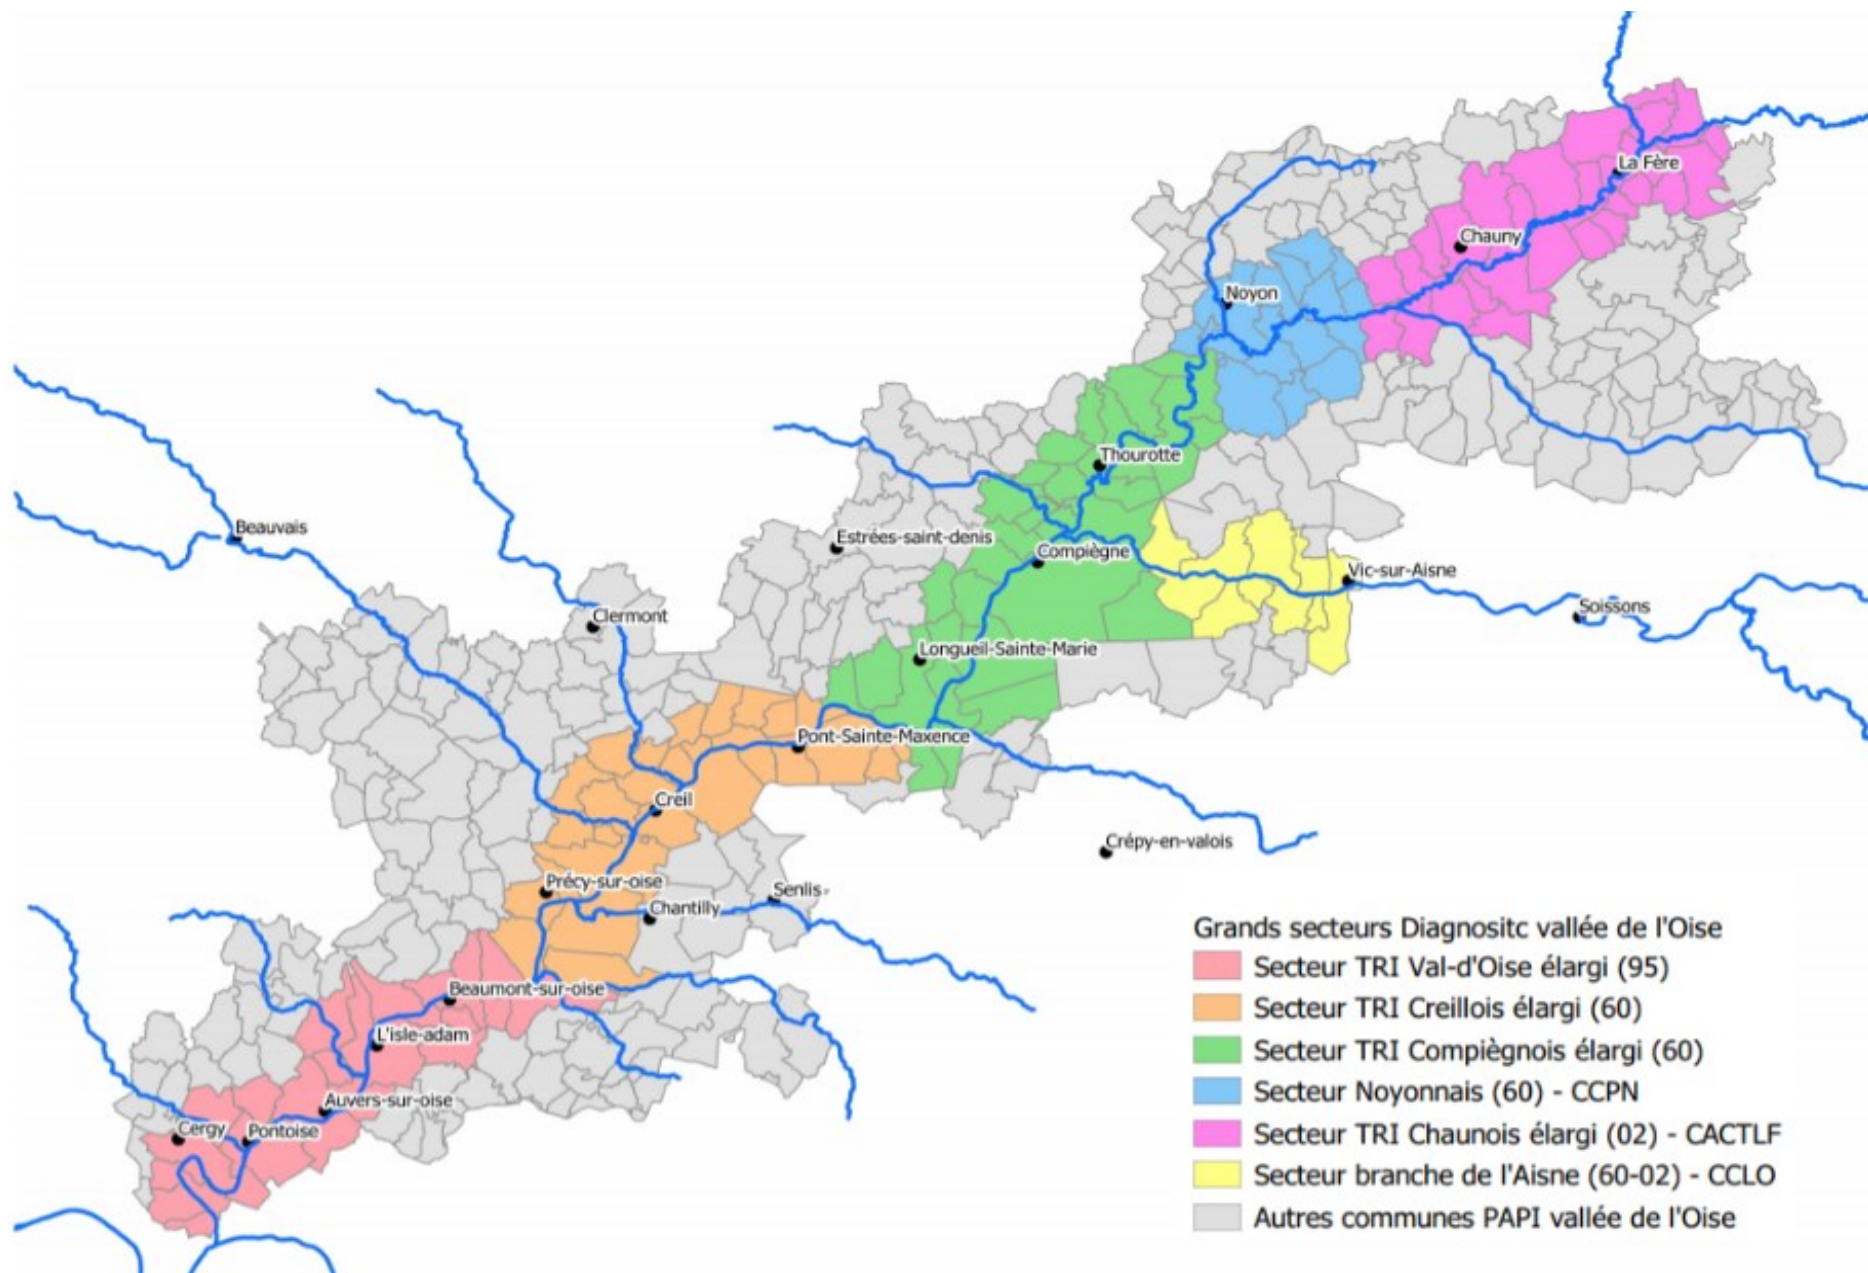 La Fère
Chauny
Noyon
Thourotte
Beauvais
Estrées-saint-denis
Compiègne
Vic-sur-Aisne
Soissons
Clermont
Longueil-Sainte-Marie
Pont-Sainte-Maxence
Creil
Crépy-en-valois
Précy-sur-oise
Senlis
Chantilly
Beaumont-sur-oise
L'isle-adam
Auvers-sur-oise
Cergy
Pontoise
Grands secteurs Diagnositc vallée de l'Oise
Secteur TRI Val-d'Oise élargi (95)
Secteur TRI Creillois élargi (60)
Secteur TRI Compiègnois élargi (60)
Secteur Noyonnais (60) - CCPN
Secteur TRI Chaunois élargi (02) - CACTLF
Secteur branche de l'Aisne (60-02) - CCLO
Autres communes PAPI vallée de l'Oise